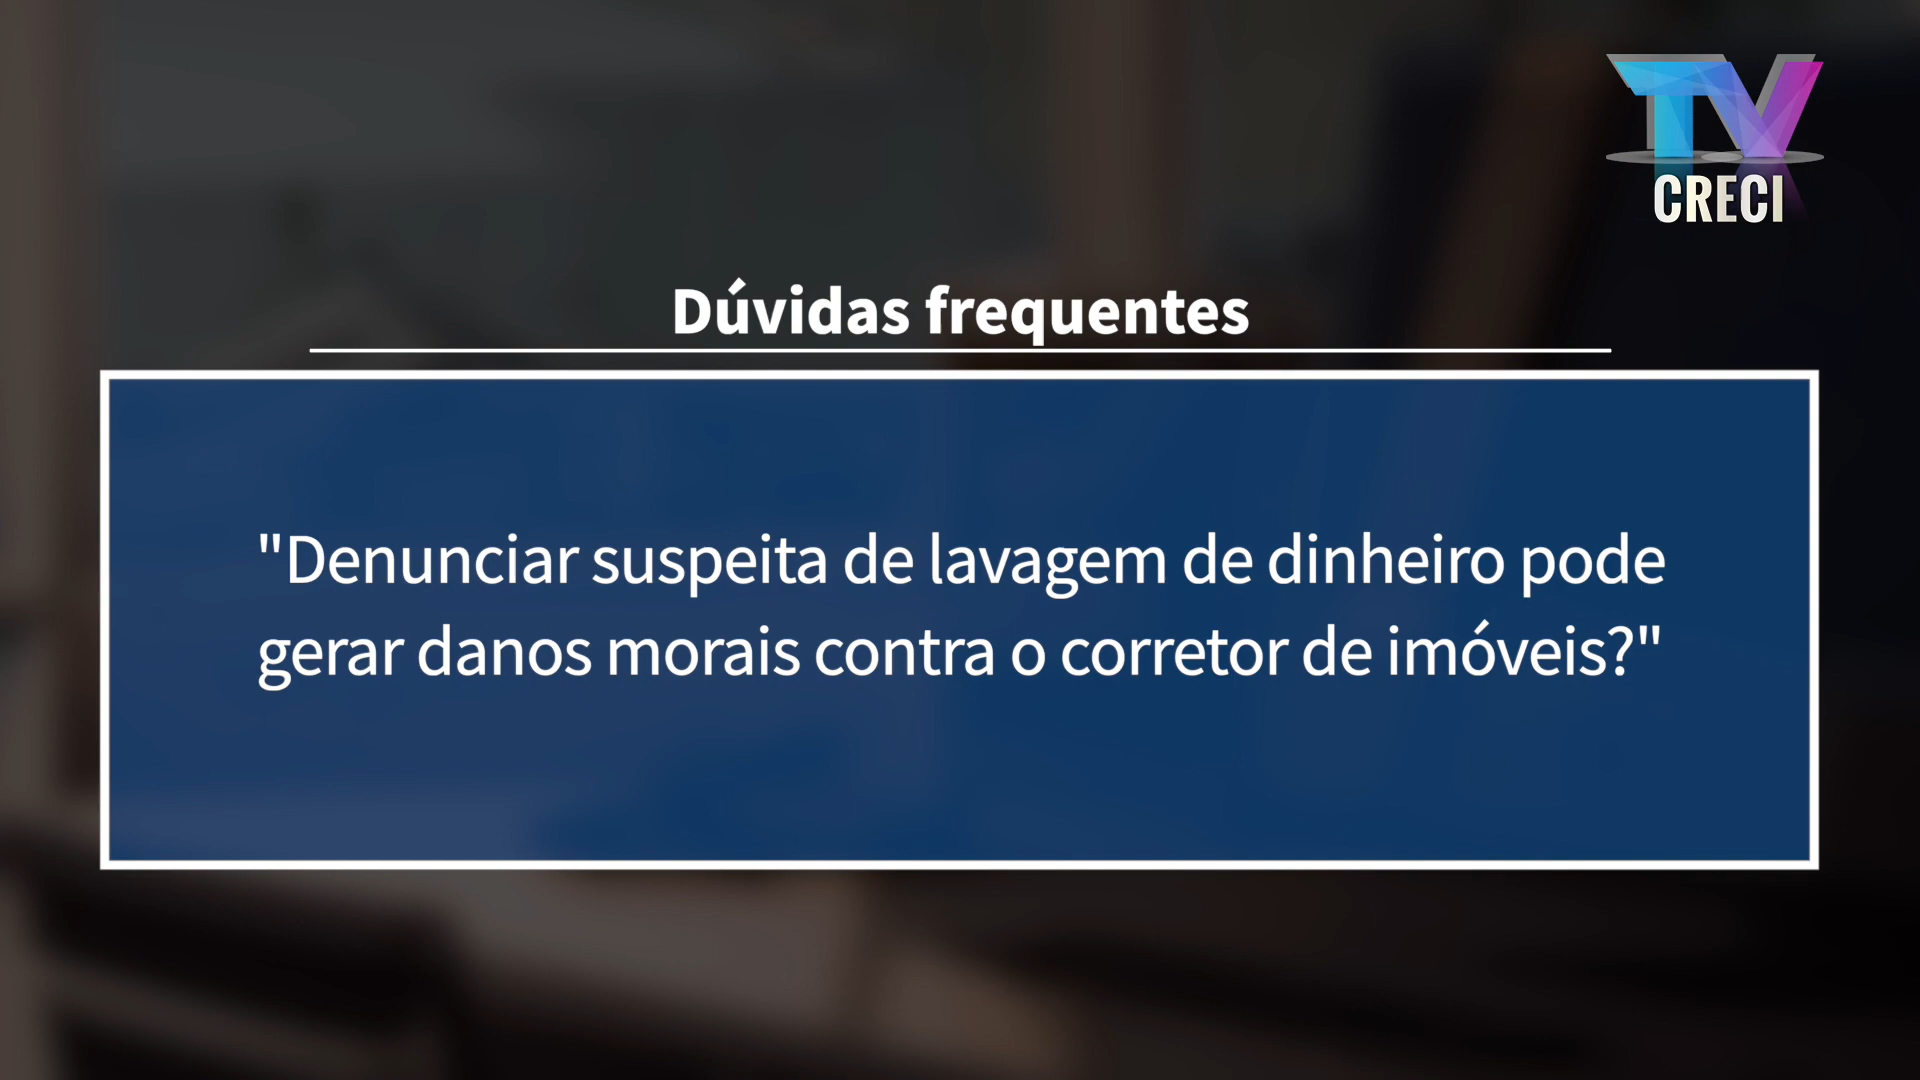 TV
CRECI
Dúvidas frequentes
"Denunciar suspeita de lavagem de dinheiro pode
gerar danos morais contra o corretor de imóveis?"